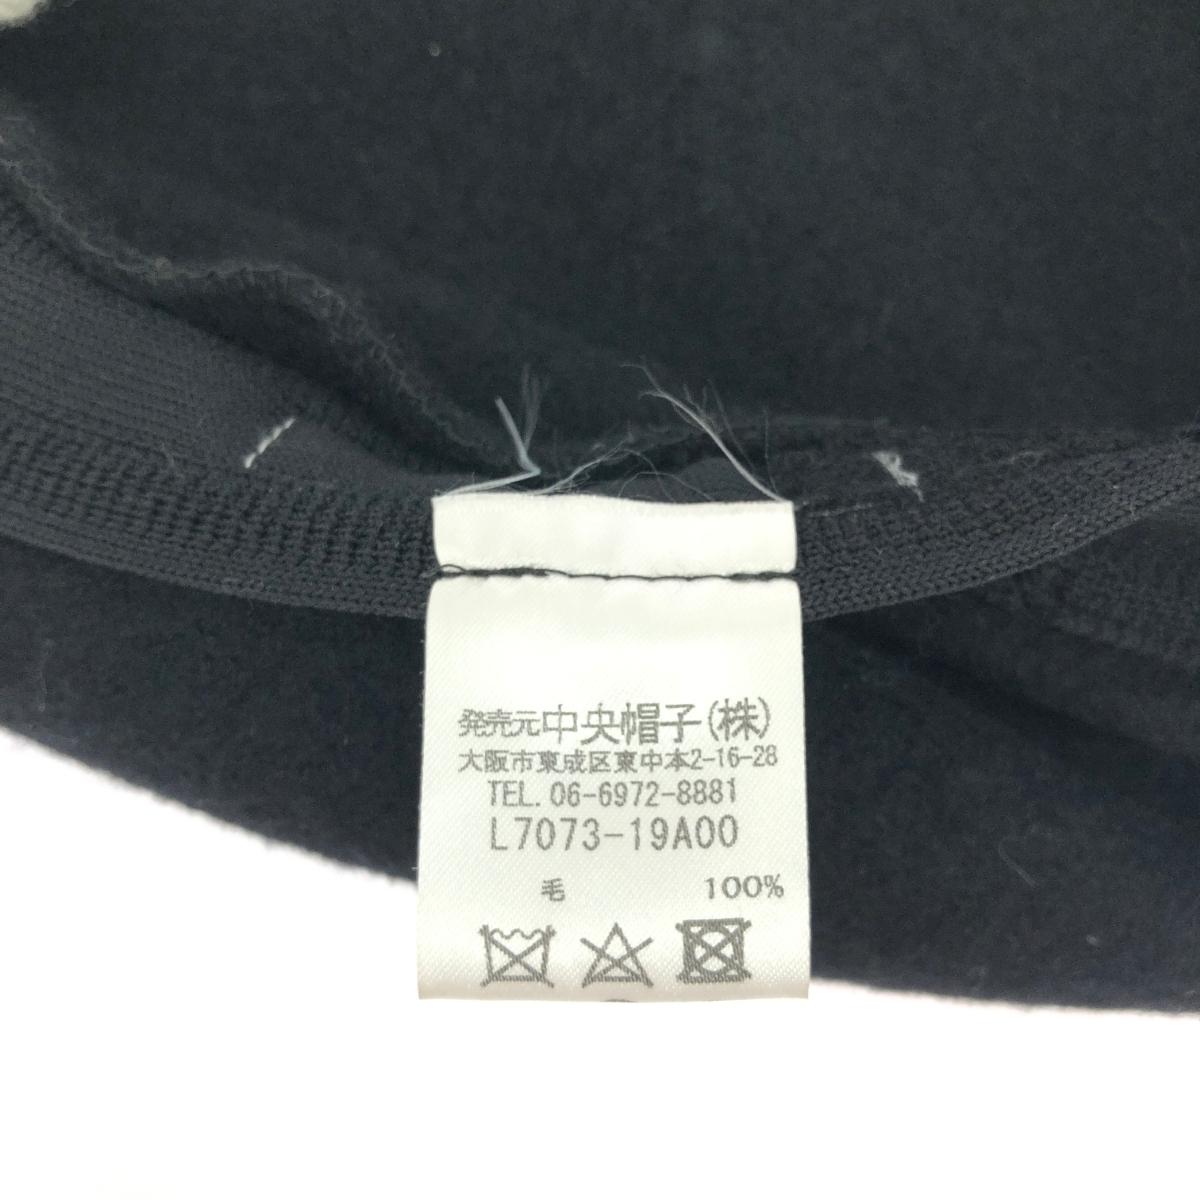 発売元中央帽子(株)
大阪市東成区東中本2-16-28
TEL. 06-6972-8881
L7073-19A00
毛 100%